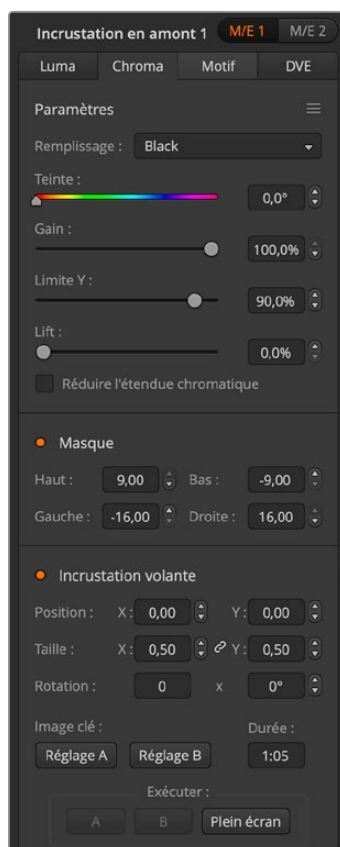 Incrustation en amont 1 M/E 1 M/E 2
Luma Chroma Motif DVE
Paramètres
Remplissage : Black
Teinte :
0,0°
Gain :
100,0%
Limite Y :
90,0%
Lift :
0,0%
Réduire l'étendue chromatique
Masque
Haut : 9,00 Bas : -9,00
Gauche : -16,00 Droite : 16,00
Incrustation volante
Position : X : 0,00 Y : 0,00
Taille : X : 0,50 Y : 0,50
Rotation : 0 x 0°
Image clé : Durée :
Réglage A Réglage B 1:05
Exécuter :
A B Plein écran